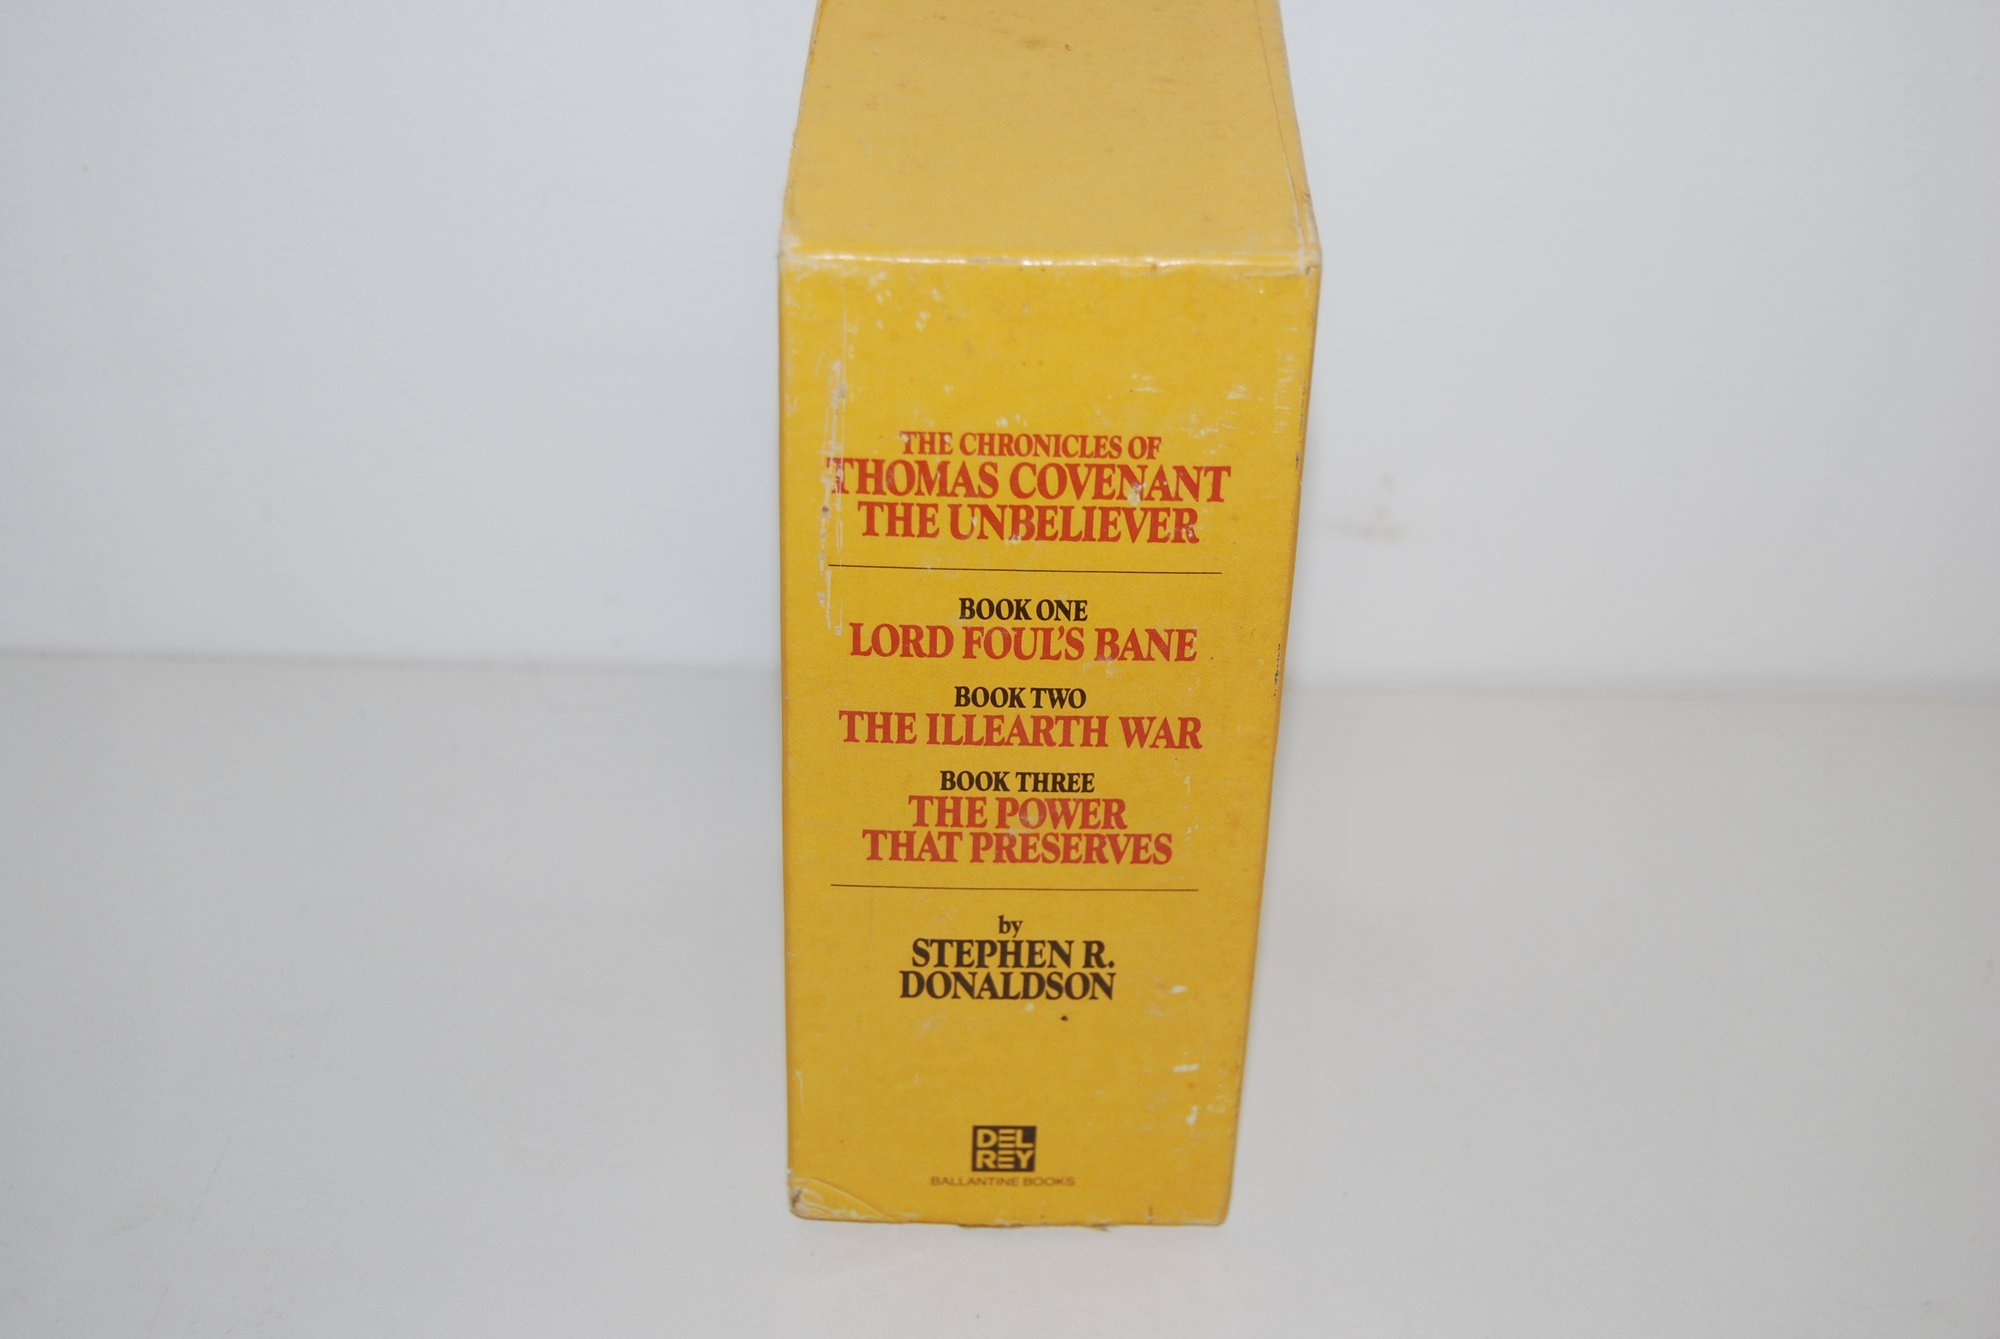 THE CHRONICLES OF
THOMAS COVENANT
THE UNBELIEVER
BOOK ONE
LORD FOUL'S BANE
BOOK TWO
THE ILLEARTH WAR
BOOK THREE
THE POWER
THAT PRESERVES
by
STEPHEN R.
DONALDSON
DEL
REY
BALLANTINE BOOKS